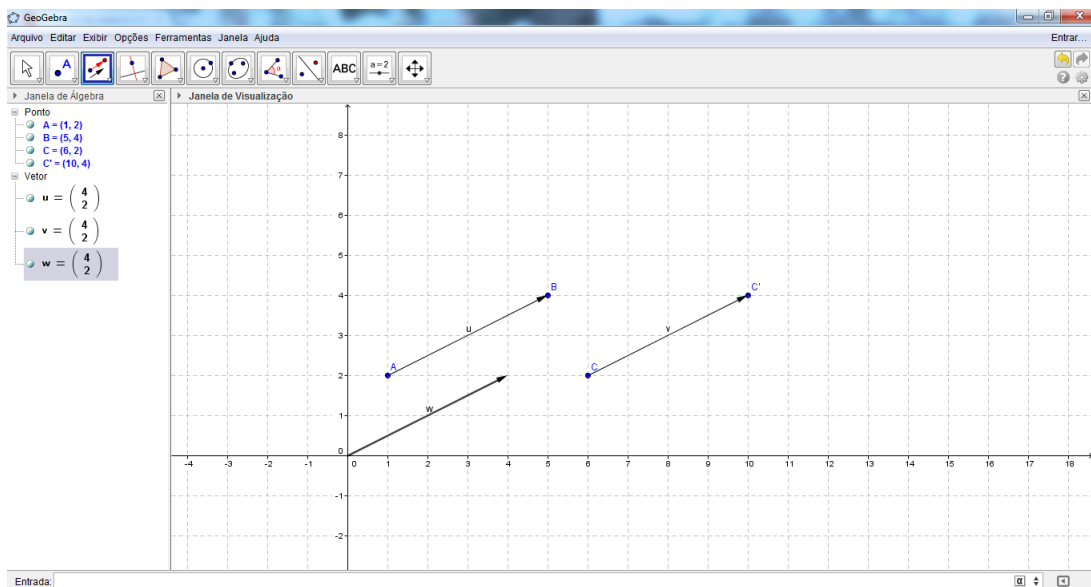 GeoGebra
Arquivo Editar Exibir Opções Ferramentas Janela Ajuda
Entrar...
A
ABC
a = 2
Janela de Álgebra
Janela de Visualização
Ponto
A = (1, 2)
B = (5, 4)
C = (6, 2)
C' = (10, 4)
Vetor
u = ( 4 2 )
v = ( 4 2 )
w = ( 4 2 )
8
7
6
5
4
3
2
1
0
-1
-2
-4 -3 -2 -1 0 1 2 3 4 5 6 7 8 9 10 11 12 13 14 15 16 17 18
B
C'
u
v
A
C
w
Entrada:
α